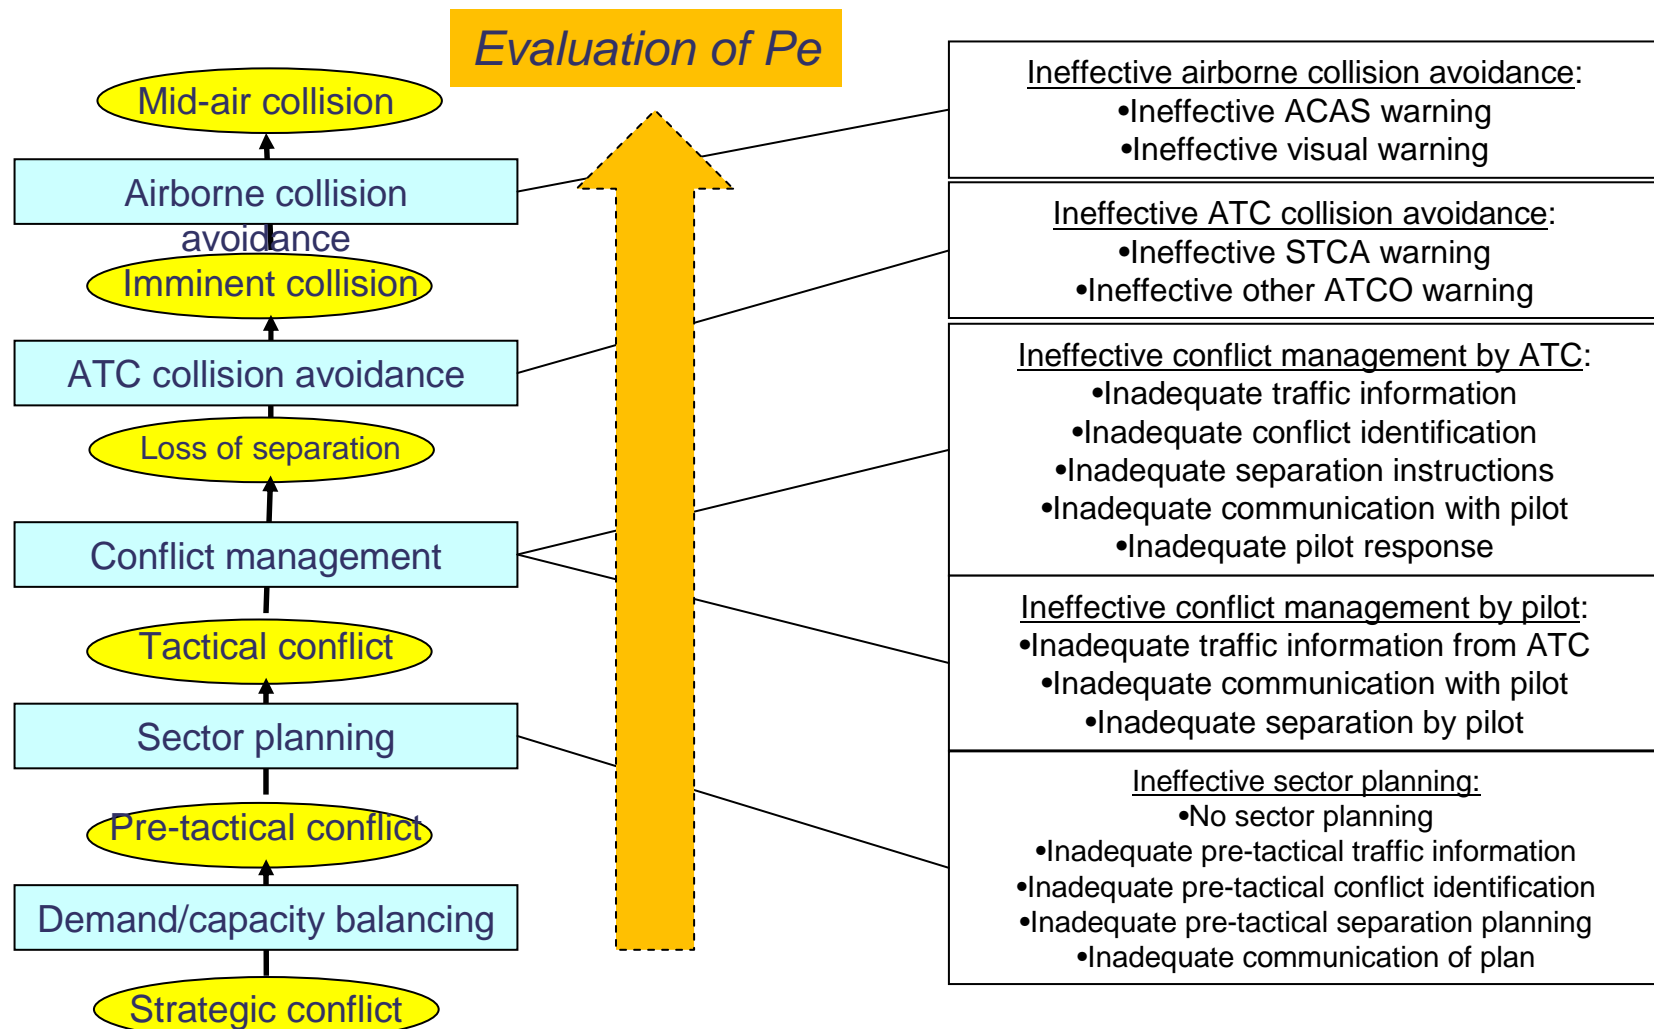 Evaluation of Pe
Mid-air collision
Airborne collision
avoidance
Imminent collision
ATC collision avoidance
Loss of separation
Conflict management
Tactical conflict
Sector planning
Pre-tactical conflict
Demand/capacity balancing
Strategic conflict
Ineffective airborne collision avoidance:
•Ineffective ACAS warning
•Ineffective visual warning
Ineffective ATC collision avoidance:
•Ineffective STCA warning
•Ineffective other ATCO warning
Ineffective conflict management by ATC:
•Inadequate traffic information
•Inadequate conflict identification
•Inadequate separation instructions
•Inadequate communication with pilot
•Inadequate pilot response
Ineffective conflict management by pilot:
•Inadequate traffic information from ATC
•Inadequate communication with pilot
•Inadequate separation by pilot
Ineffective sector planning:
•No sector planning
•Inadequate pre-tactical traffic information
•Inadequate pre-tactical conflict identification
•Inadequate pre-tactical separation planning
•Inadequate communication of plan